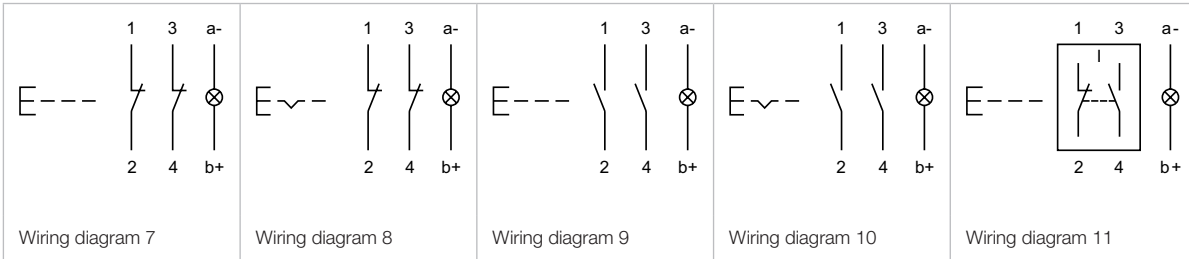 1 3 a-
2 4 b+
Wiring diagram 7
1 3 a-
2 4 b+
Wiring diagram 8
1 3 a-
2 4 b+
Wiring diagram 9
1 3 a-
2 4 b+
Wiring diagram 10
1 3 a-
2 4 b+
Wiring diagram 11